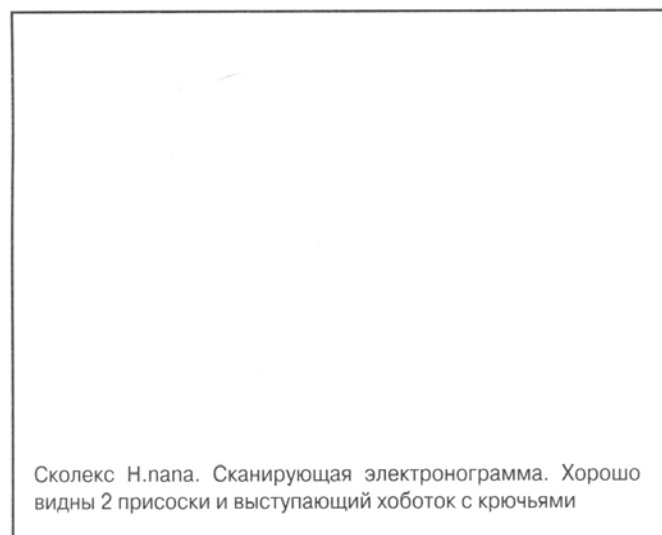 Сколекс H.nana. Сканирующая электронограмма. Хорошо
видны 2 присоски и выступающий хоботок с крючьями